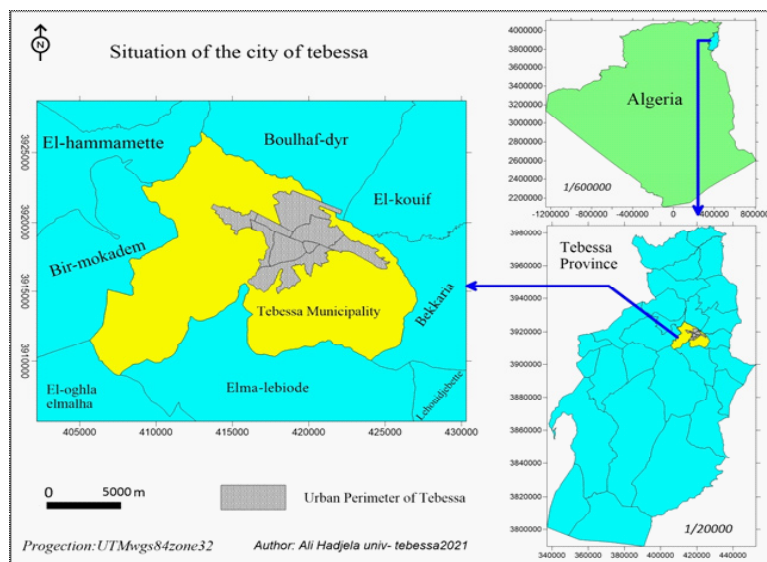 N
Situation of the city of tebessa
El-hammamette
Boulhaf-dyr
El-kouif
Bir-mokadem
Tebessa Municipality
Bekkaria
El-oghla
elmalha
Elma-lebiode
Lehouidjebette
3925000
3920000
3915000
3910000
405000 410000 415000 420000 425000 430000
0 5000 m
Urban Perimeter of Tebessa
Progection:UTMwgs84zone32
Author: Ali Hadjela univ- tebessa2021
4000000
3800000
3600000
3400000
3200000
3000000
2800000
2600000
2400000
2200000
Algeria
1/600000
-1200000 -800000 -400000 0 400000 800000
3980000
3960000
3940000
3920000
3900000
3880000
3860000
3840000
3820000
3800000
Tebessa
Province
1/20000
340000 360000 380000 400000 420000 440000